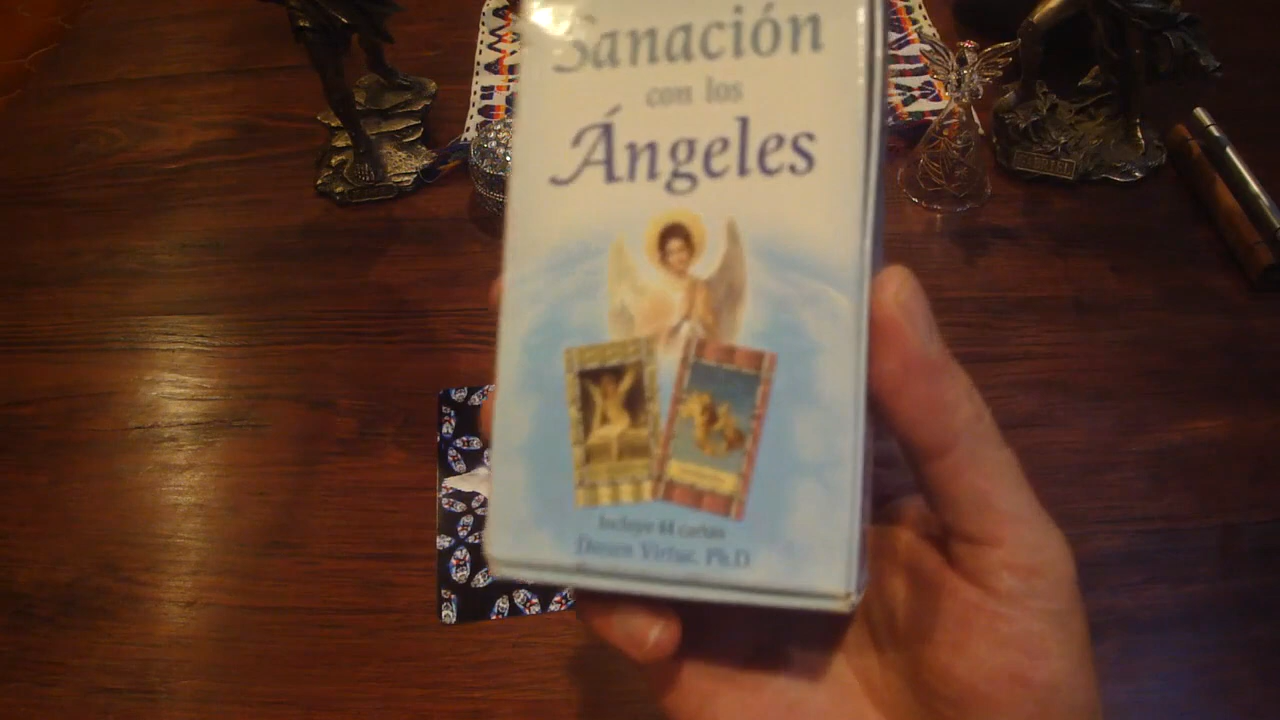 Sanación
con los
Ángeles
Incluye 44 cartas
Doreen Virtue, Ph.D